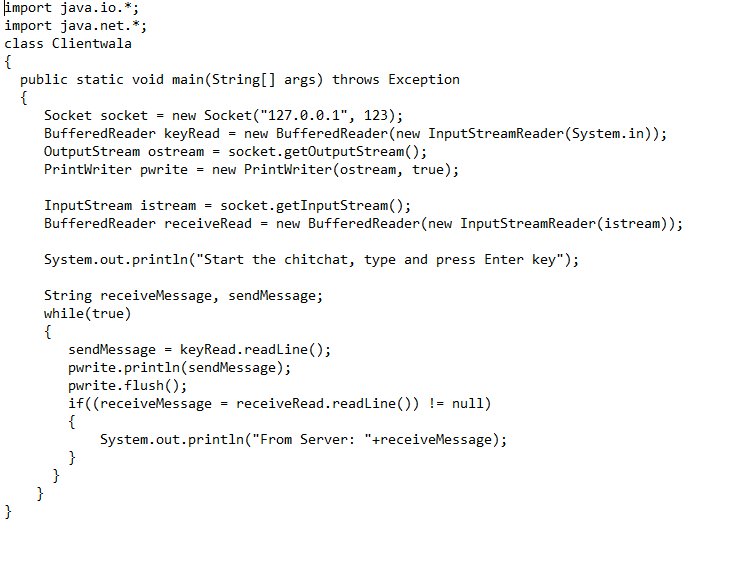 import java.io.*;
import java.net.*;
class Clientwala
{
  public static void main(String[] args) throws Exception
  {
     Socket socket = new Socket("127.0.0.1", 123);
     BufferedReader keyRead = new BufferedReader(new InputStreamReader(System.in));
     OutputStream ostream = socket.getOutputStream();
     PrintWriter pwrite = new PrintWriter(ostream, true);

     InputStream istream = socket.getInputStream();
     BufferedReader receiveRead = new BufferedReader(new InputStreamReader(istream));

     System.out.println("Start the chitchat, type and press Enter key");

     String receiveMessage, sendMessage;
     while(true)
     {
        sendMessage = keyRead.readLine();
        pwrite.println(sendMessage);
        pwrite.flush();
        if((receiveMessage = receiveRead.readLine()) != null)
        {
            System.out.println("From Server: "+receiveMessage);
        }
      }
    }
}